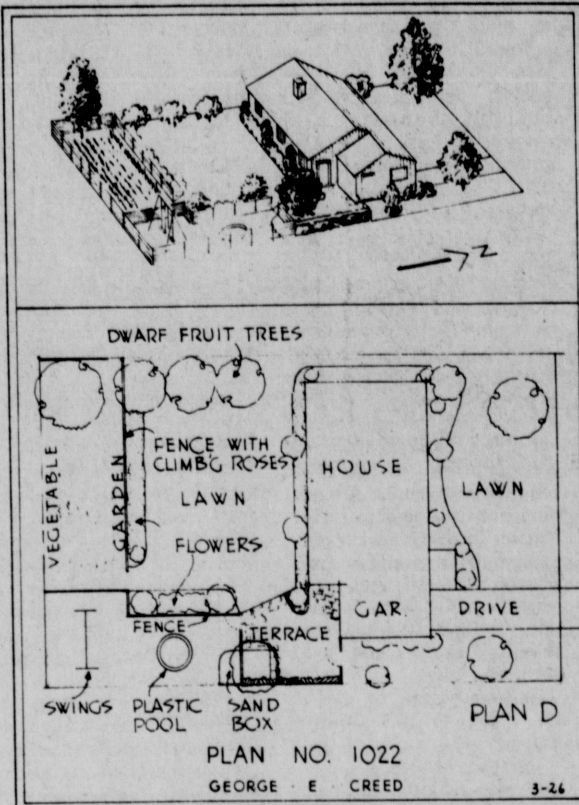 Z
DWARF FRUIT TREES
VEGETABLE
GARDEN
FENCE WITH
CLIMB'G ROSES
LAWN
FLOWERS
HOUSE
LAWN
FENCE
TERRACE
GAR.
DRIVE
SWINGS
PLASTIC
POOL
SAND
BOX
PLAN D
PLAN NO. 1022
GEORGE E CREED
3-26